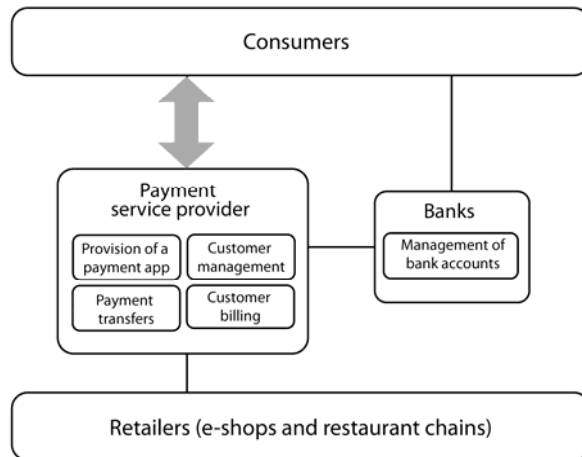 Consumers
Payment
service provider
Provision of a
payment app
Customer
management
Payment
transfers
Customer
billing
Banks
Management of
bank accounts
Retailers (e-shops and restaurant chains)